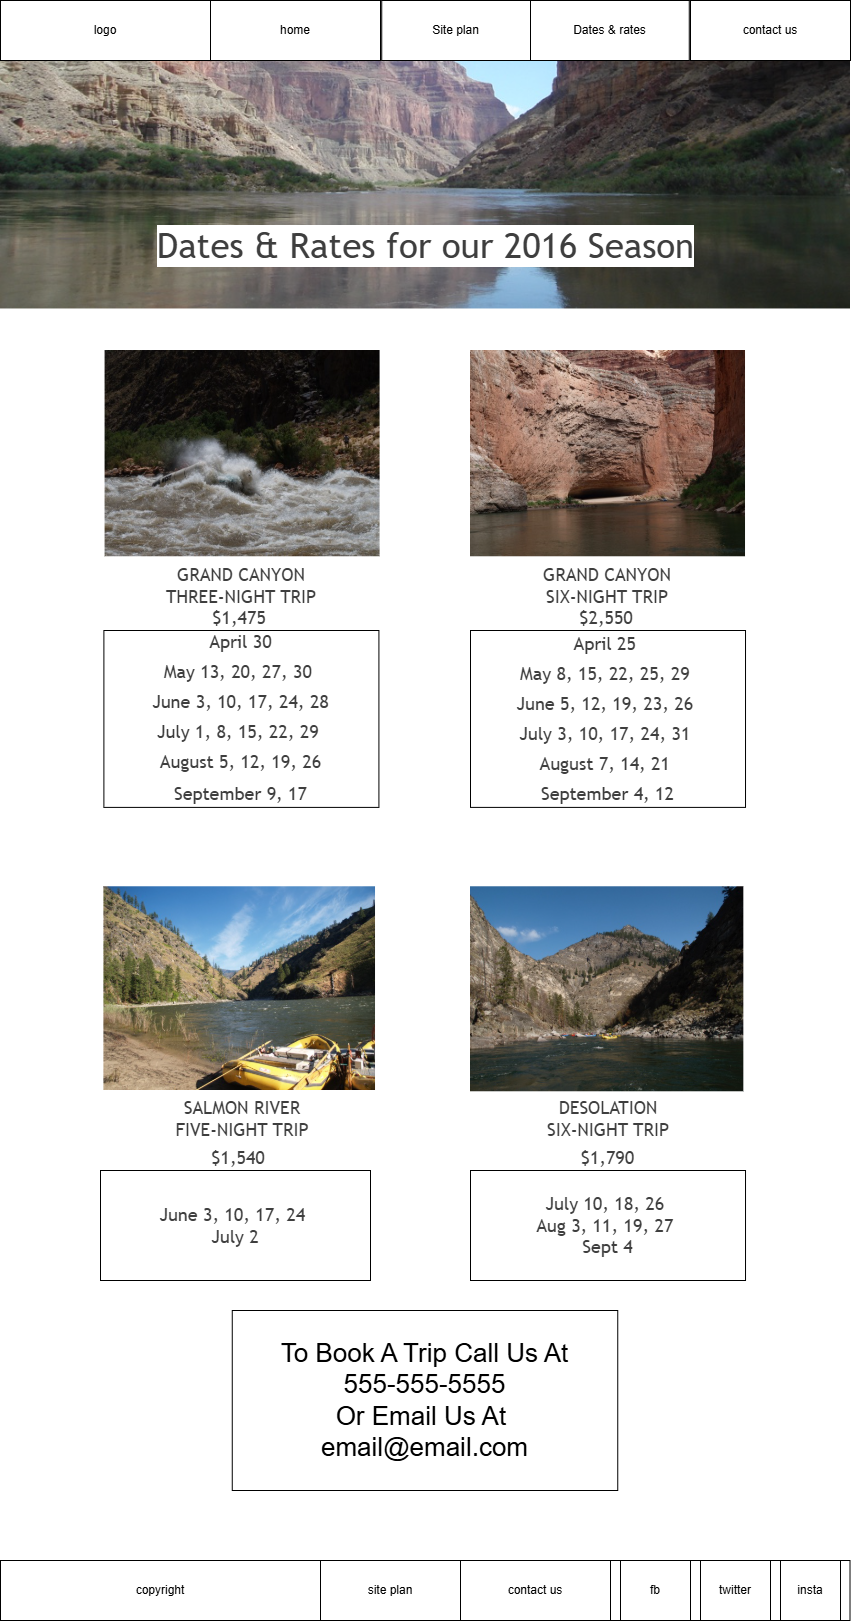 logo
home
Site plan
Dates & rates
contact us
Dates & Rates for our 2016 Season
GRAND CANYON
THREE-NIGHT TRIP
$1,475
April 30
May 13, 20, 27, 30
June 3, 10, 17, 24, 28
July 1, 8, 15, 22, 29
August 5, 12, 19, 26
September 9, 17
GRAND CANYON
SIX-NIGHT TRIP
$2,550
April 25
May 8, 15, 22, 25, 29
June 5, 12, 19, 23, 26
July 3, 10, 17, 24, 31
August 7, 14, 21
September 4, 12
SALMON RIVER
FIVE-NIGHT TRIP
$1,540
June 3, 10, 17, 24
July 2
DESOLATION
SIX-NIGHT TRIP
$1,790
July 10, 18, 26
Aug 3, 11, 19, 27
Sept 4
To Book A Trip Call Us At
555-555-5555
Or Email Us At
email@email.com
copyright
site plan
contact us
fb
twitter
insta